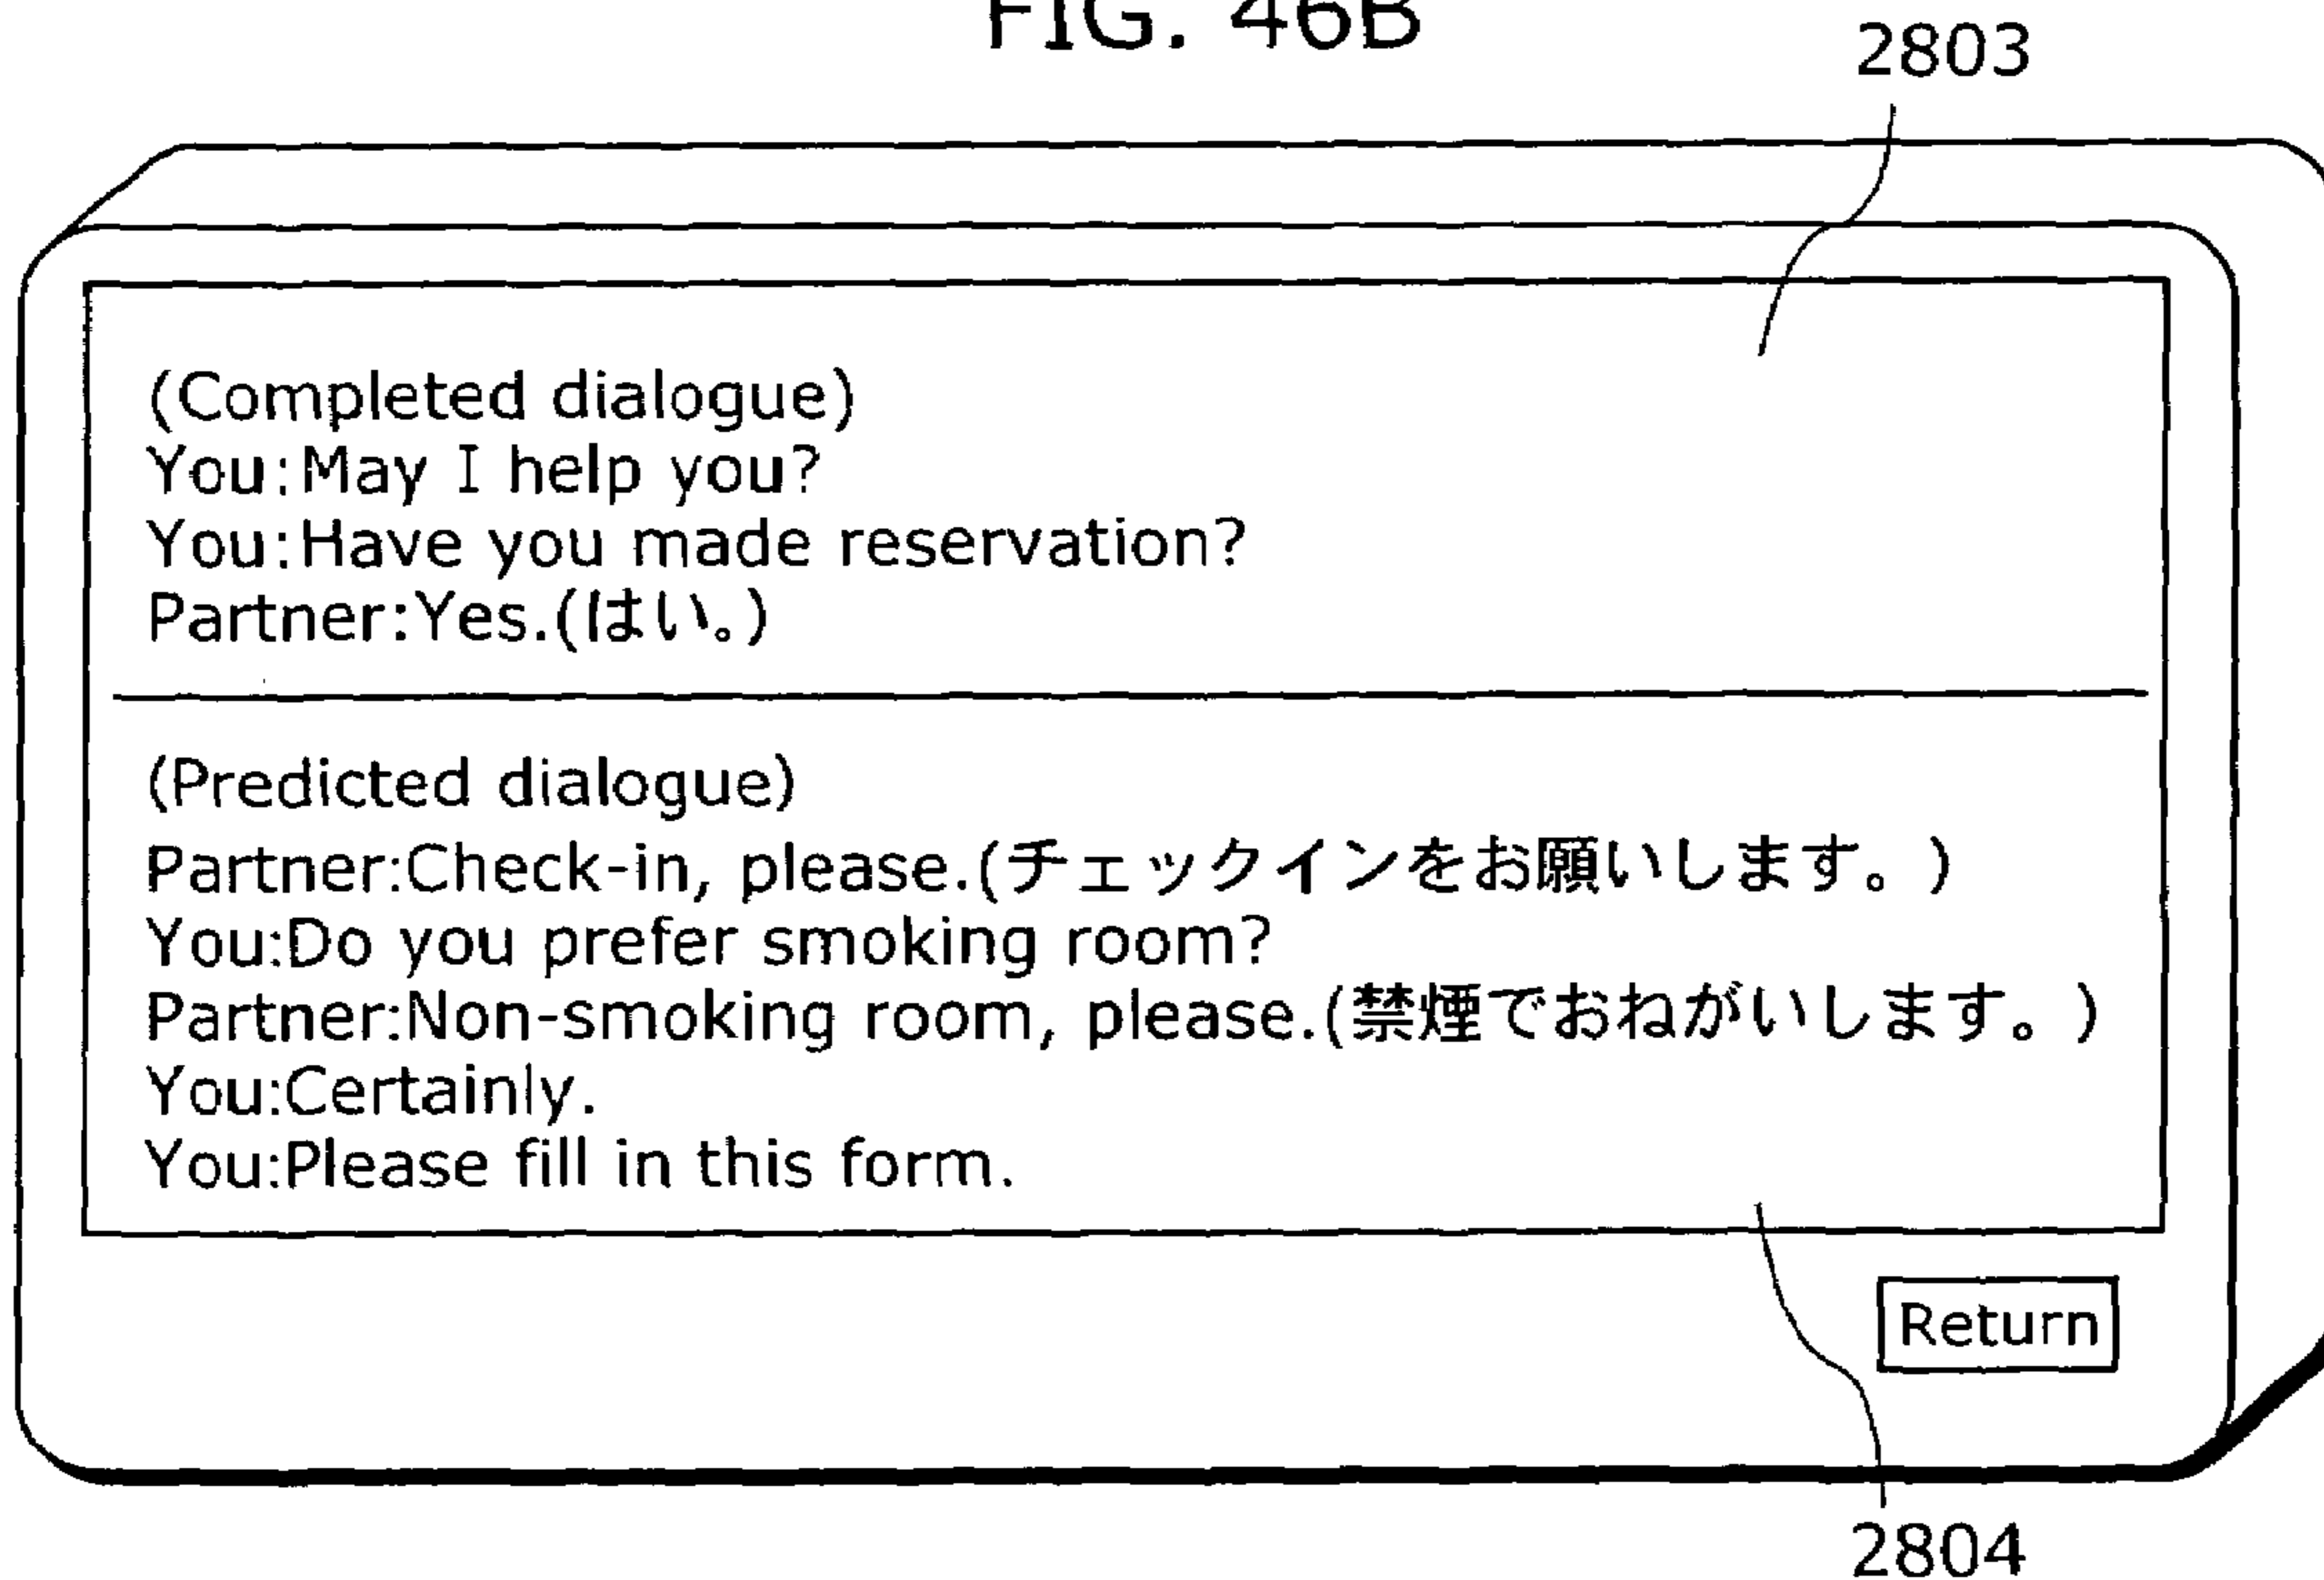 FIG. 46B
2803
(Completed dialogue)
You:May I help you?
You:Have you made reservation?
Partner:Yes.(はい。)
(Predicted dialogue)
Partner:Check-in, please.(チェックインをお願いします。)
You:Do you prefer smoking room?
Partner:Non-smoking room, please.(禁煙でおねがいします。)
You:Certainly.
You:Please fill in this form.
Return
2804